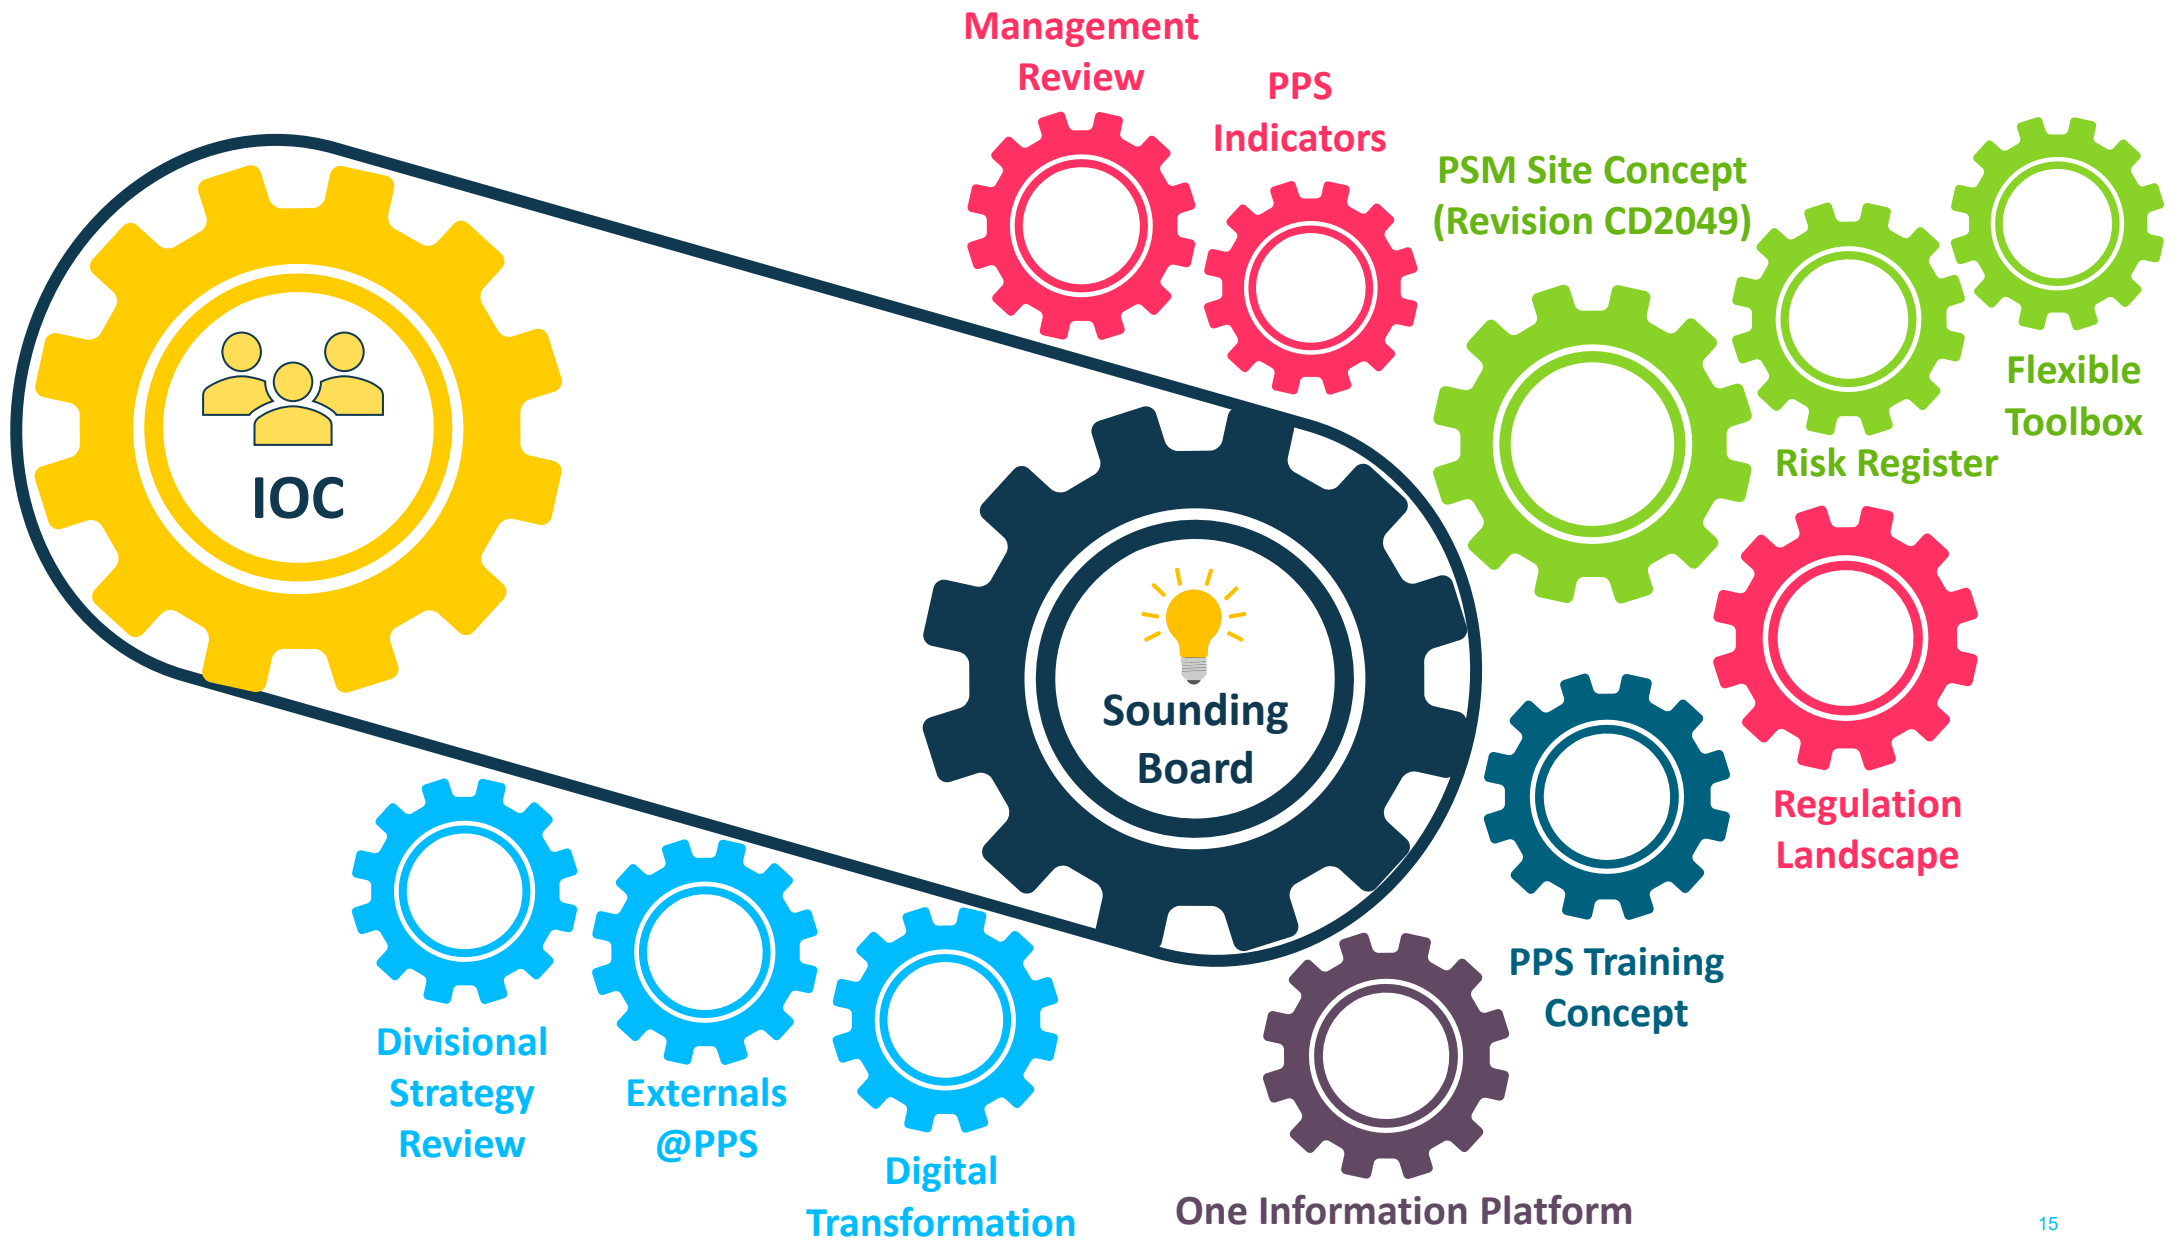 Management
Review
PPS
Indicators
PSM Site Concept
(Revision CD2049)
Flexible
Toolbox
Risk Register
IOC
Sounding
Board
Regulation
Landscape
PPS Training
Concept
Divisional
Strategy
Review
Externals
@PPS
Digital
Transformation
One Information Platform
15